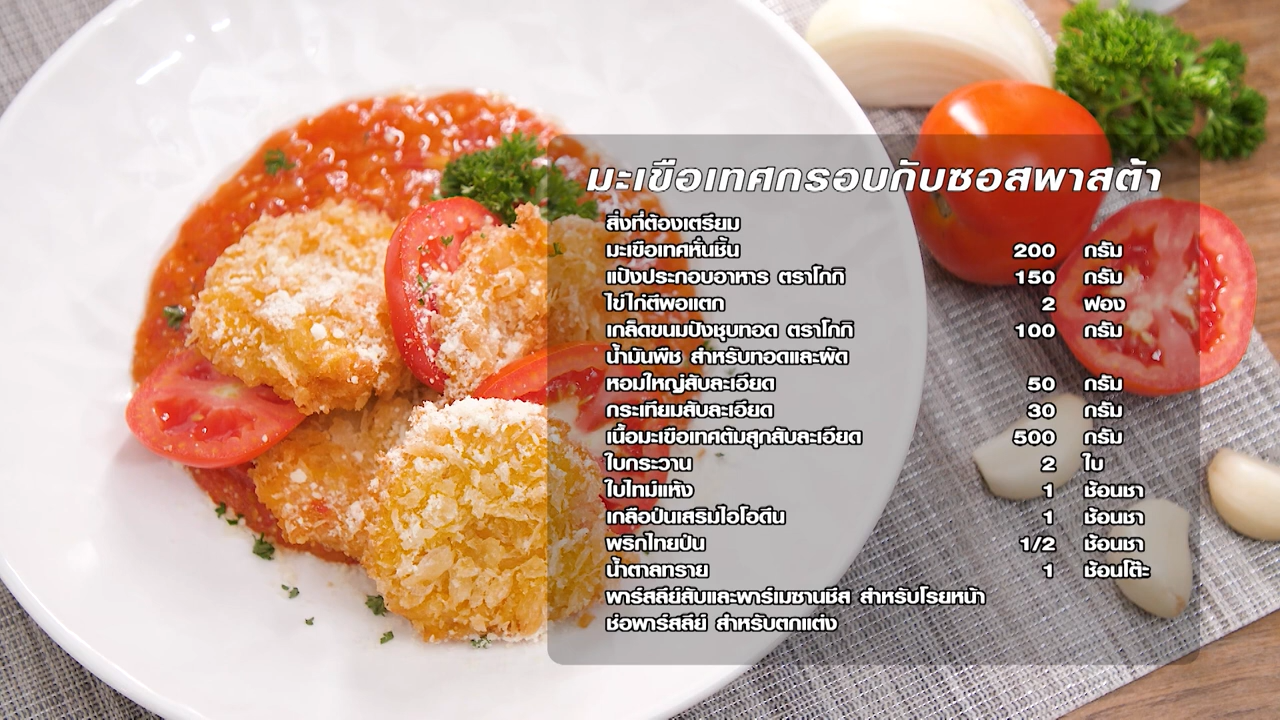 มะเขือเทศกรอบกับซอสพาสต้า
สิ่งที่ต้องเตรียม
มะเขือเทศหั่นชิ้น 200 กรัม
แป้งประกอบอาหาร ตราโกกิ 150 กรัม
ไข่ไก่ตีพอแตก 2 ฟอง
เกล็ดขนมปังชุบทอด ตราโกกิ 100 กรัม
น้ำมันพืช สำหรับทอดและผัด
หอมใหญ่สับละเอียด 50 กรัม
กระเทียมสับละเอียด 30 กรัม
เนื้อมะเขือเทศต้มสุกสับละเอียด 500 กรัม
ใบกระวาน 2 ใบ
ใบไทม์แห้ง 1 ช้อนชา
เกลือป่นเสริมไอโอดีน 1 ช้อนชา
พริกไทยป่น 1/2 ช้อนชา
น้ำตาลทราย 1 ช้อนโต๊ะ
พาร์สลีย์สับและพาร์เมซานชีส สำหรับโรยหน้า
ช่อพาร์สลีย์ สำหรับตกแต่ง